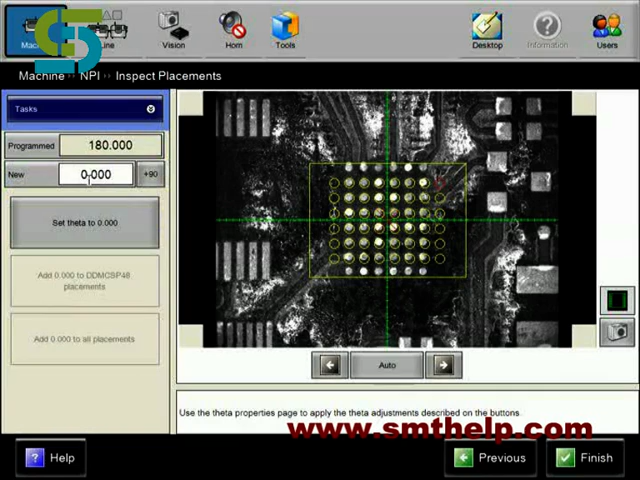 Line
Vision
Horn
Tools
Desktop
Information
Users
Machine NPI Inspect Placements
Tasks
Programmed 180.000
New 0.000 +90
Set theta to 0.000
Add 0.000 to DDMCSP48
placements
Add 0.000 to all placements
Auto
Use the theta properties page to apply the theta adjustments described on the buttons.
www.smthelp.com
? Help
Previous
Finish